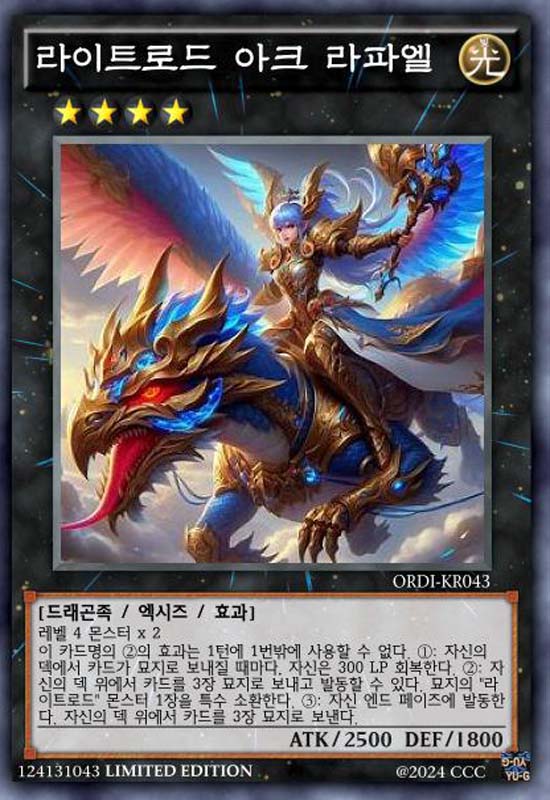 라이트로드 아크 라파엘
光
ORDI-KR043
[드래곤족 / 엑시즈 / 효과]
레벨 4 몬스터 x 2
이 카드명의 ②의 효과는 1턴에 1번밖에 사용할 수 없다. ①: 자신의
덱에서 카드가 묘지로 보내질 때마다. 자신은 300 LP 회복한다. ②: 자
신의 덱 위에서 카드를 3장 묘지로 보내고 발동할 수 있다. 묘지의 "라
이트로드" 몬스터 1장을 특수 소환한다. ③: 자신 엔드 페이즈에 발동한
다. 자신의 덱 위에서 카드를 3장 묘지로 보낸다.
ATK/2500 DEF/1800
124131043 LIMITED EDITION
©2024 CCC
YU-G